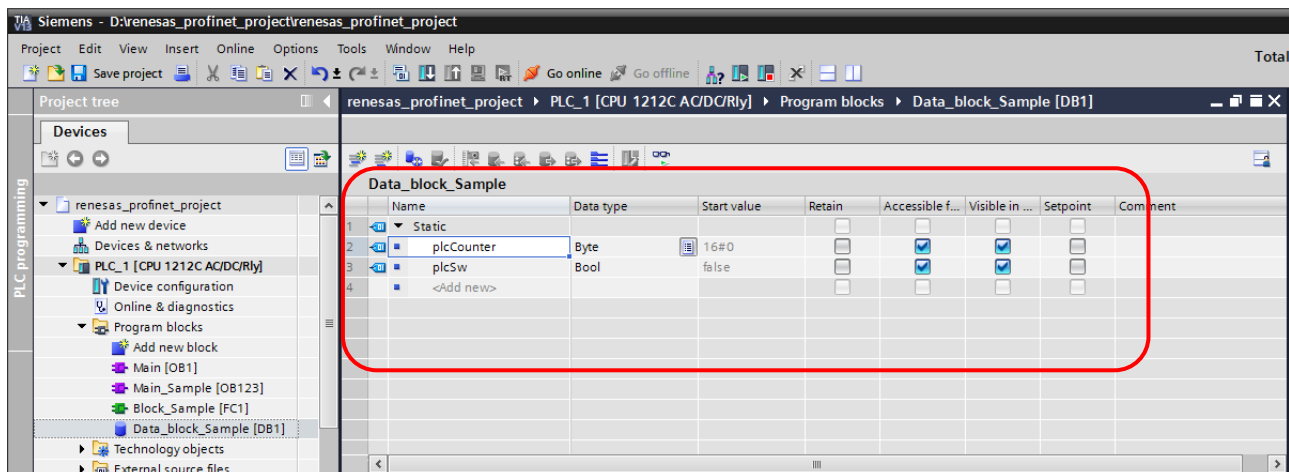 TIA V13 Siemens - D:\renesas_profinet_project\renesas_profinet_project
Project Edit View Insert Online Options Tools Window Help
Total
Save project Go online Go offline
Project tree
renesas_profinet_project PLC_1 [CPU 1212C AC/DC/Rly] Program blocks Data_block_Sample [DB1]
Devices
PLC programming
Data_block_Sample
Name Data type Start value Retain Accessible f... Visible in ... Setpoint Comment
1 Static
2 plcCounter Byte 16#0
3 plcSw Bool false
4 <Add new>
renesas_profinet_project
Add new device
Devices & networks
PLC_1 [CPU 1212C AC/DC/Rly]
Device configuration
Online & diagnostics
Program blocks
Add new block
Main [OB1]
Main_Sample [OB123]
Block_Sample [FC1]
Data_block_Sample [DB1]
Technology objects
External source files